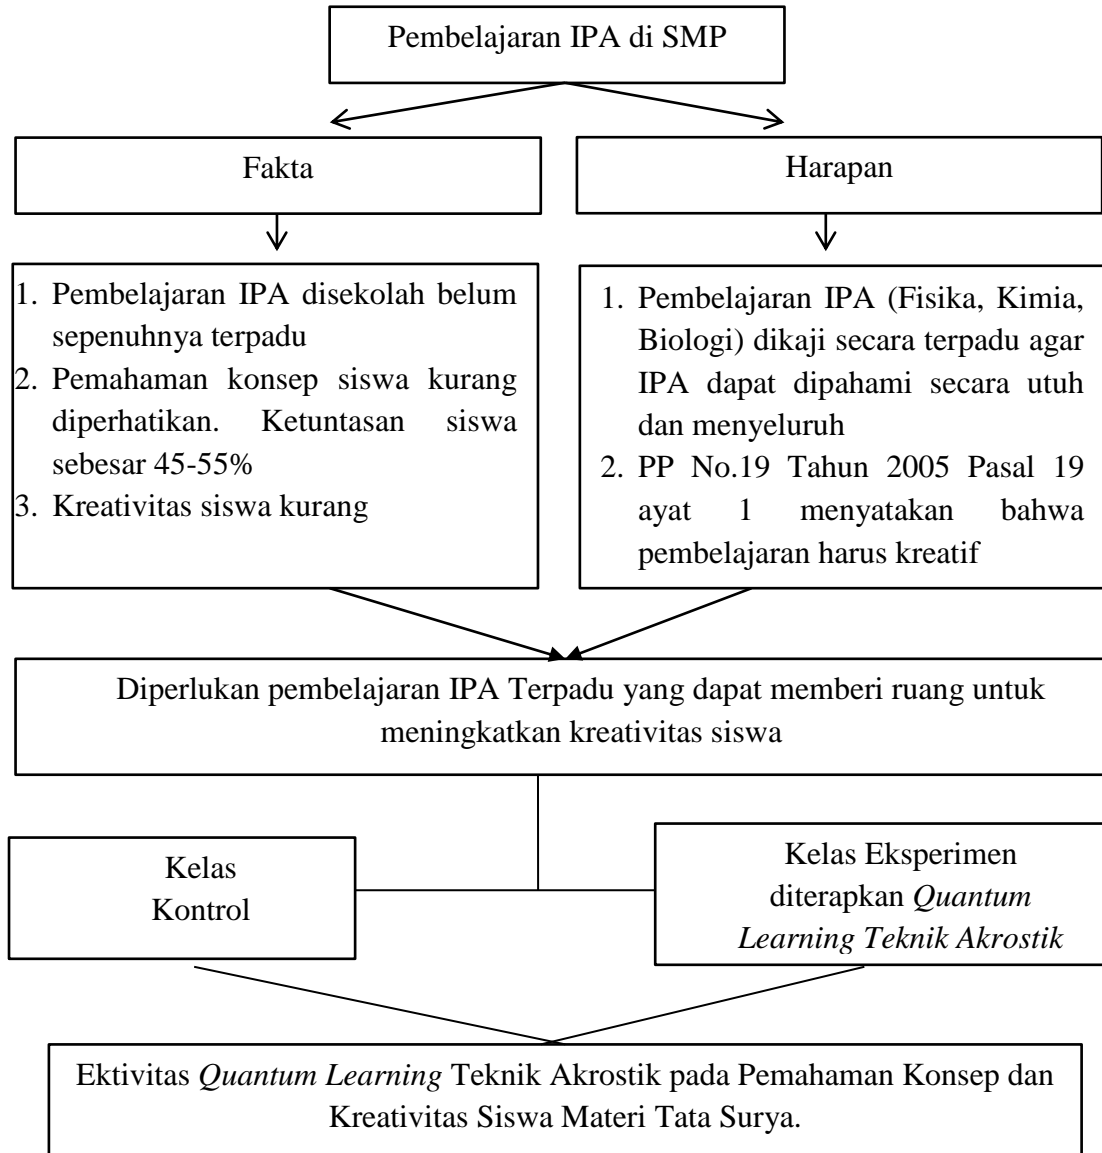 Pembelajaran IPA di SMP
Fakta
Harapan
1. Pembelajaran IPA disekolah belum
sepenuhnya terpadu
2. Pemahaman konsep siswa kurang
diperhatikan. Ketuntasan siswa
sebesar 45-55%
3. Kreativitas siswa kurang
1. Pembelajaran IPA (Fisika, Kimia,
Biologi) dikaji secara terpadu agar
IPA dapat dipahami secara utuh
dan menyeluruh
2. PP No.19 Tahun 2005 Pasal 19
ayat 1 menyatakan bahwa
pembelajaran harus kreatif
Diperlukan pembelajaran IPA Terpadu yang dapat memberi ruang untuk
meningkatkan kreativitas siswa
Kelas
Kontrol
Kelas Eksperimen
diterapkan Quantum
Learning Teknik Akrostik
Ektivitas Quantum Learning Teknik Akrostik pada Pemahaman Konsep dan
Kreativitas Siswa Materi Tata Surya.